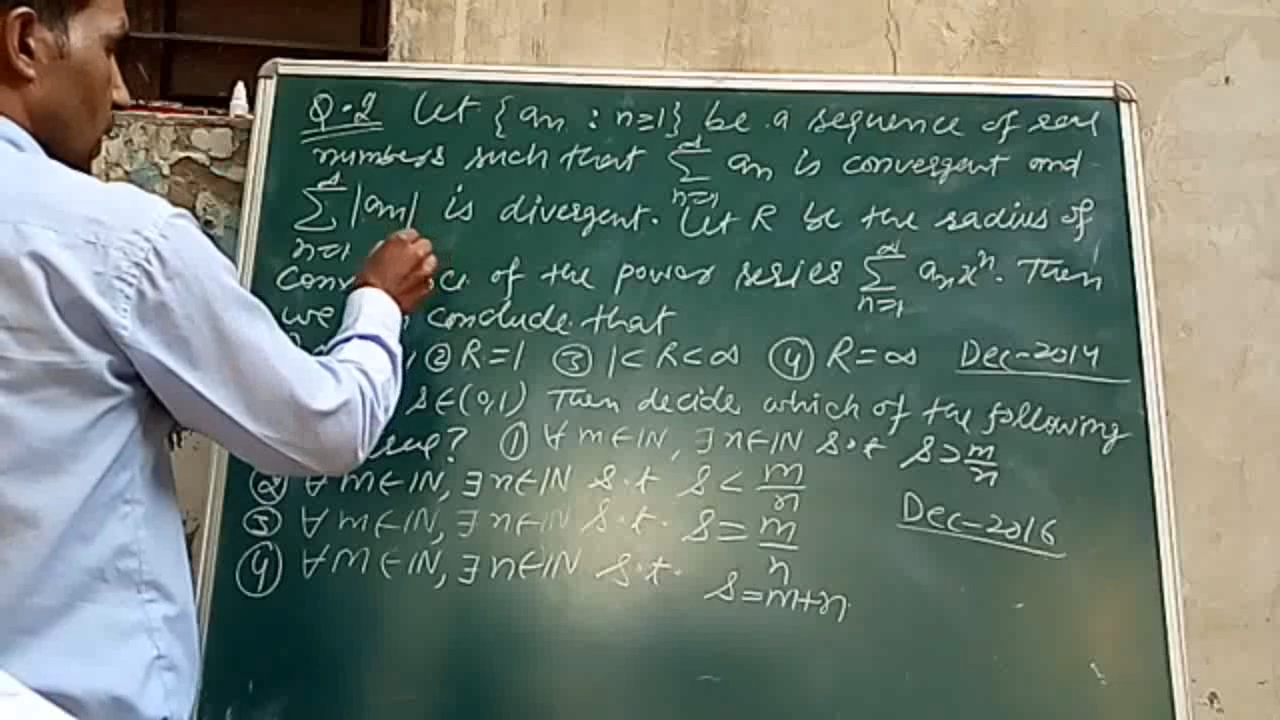 Q.2 Let {an : n≥1} be a sequence of real
numbers such that ∞∑n=1 an is convergent and
∞∑n=1 |an| is divergent. Let R be the radius of
of the power series ∞∑n=1 anxⁿ. Then
we conclude that
② R=1 ③ 1<R<∞ ④ R=∞ Dec-2014
s∈(0,1) Then decide which of the following
? ① ∀m∈IN, ∃n∈IN s.t s>m/n
② ∀m∈IN, ∃n∈IN s.t s<m/n
③ ∀m∈IN, ∃n∈IN s.t. s=m/n Dec-2016
④ ∀m∈IN, ∃n∈IN s.t. s=m+n.